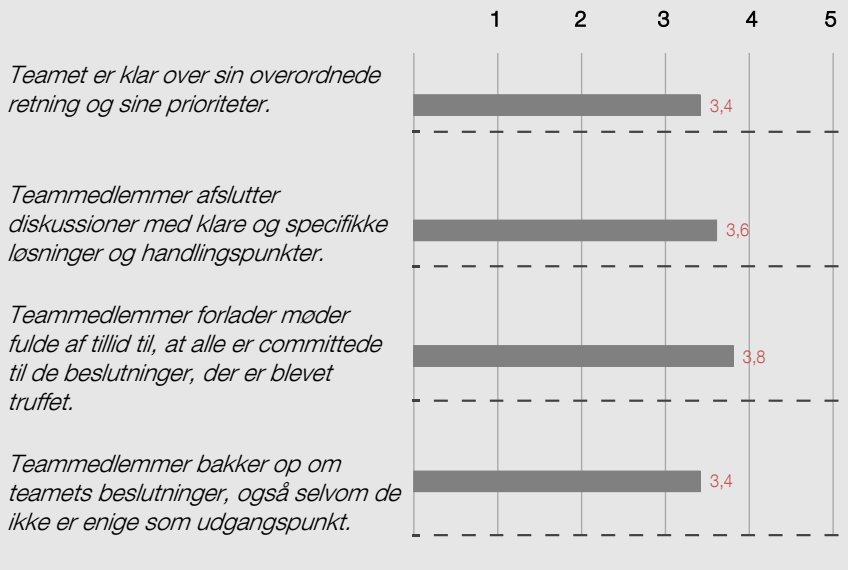 1 2 3 4 5
Teamet er klar over sin overordnede
retning og sine prioriteter.
3,4
Teammedlemmer afslutter
diskussioner med klare og specifikke
løsninger og handlingspunkter.
3,6
Teammedlemmer forlader møder
fulde af tillid til, at alle er committede
til de beslutninger, der er blevet
truffet.
3,8
Teammedlemmer bakker op om
teamets beslutninger, også selvom de
ikke er enige som udgangspunkt.
3,4